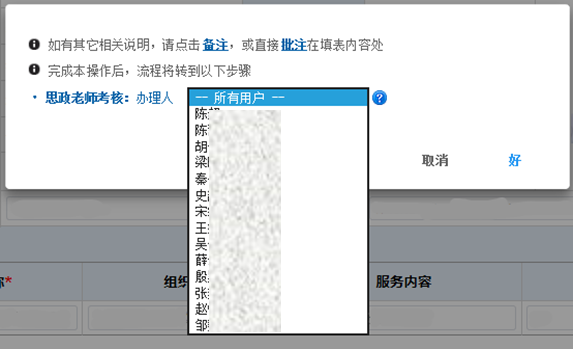 如有其它相关说明，请点击 备注，或直接 批注在填表内容处
完成本操作后，流程将转到以下步骤
· 思政老师考核：办理人
-- 所有用户 --
陈
陈
胡
梁
秦
史
宋
王
吴
薛
殷
张
赵
邹
取消 好
* 组织 服务内容